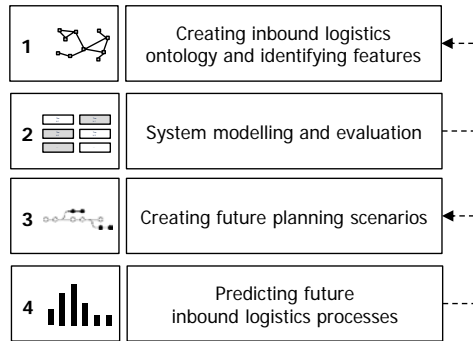 1
Creating inbound logistics
ontology and identifying features
2
System modelling and evaluation
3
Creating future planning scenarios
4
Predicting future
inbound logistics processes